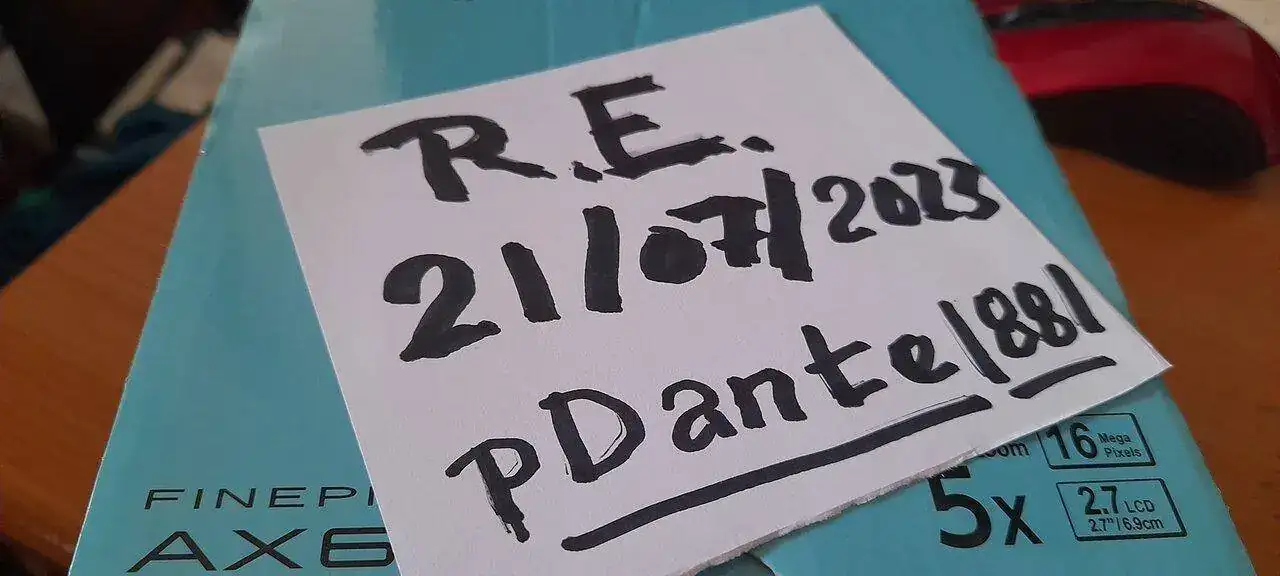 R.E.
21/07/2023
pDante1881
FINEPI
AX6
16 Mega Pixels
5x
2.7 LCD
2.7"/6.9cm